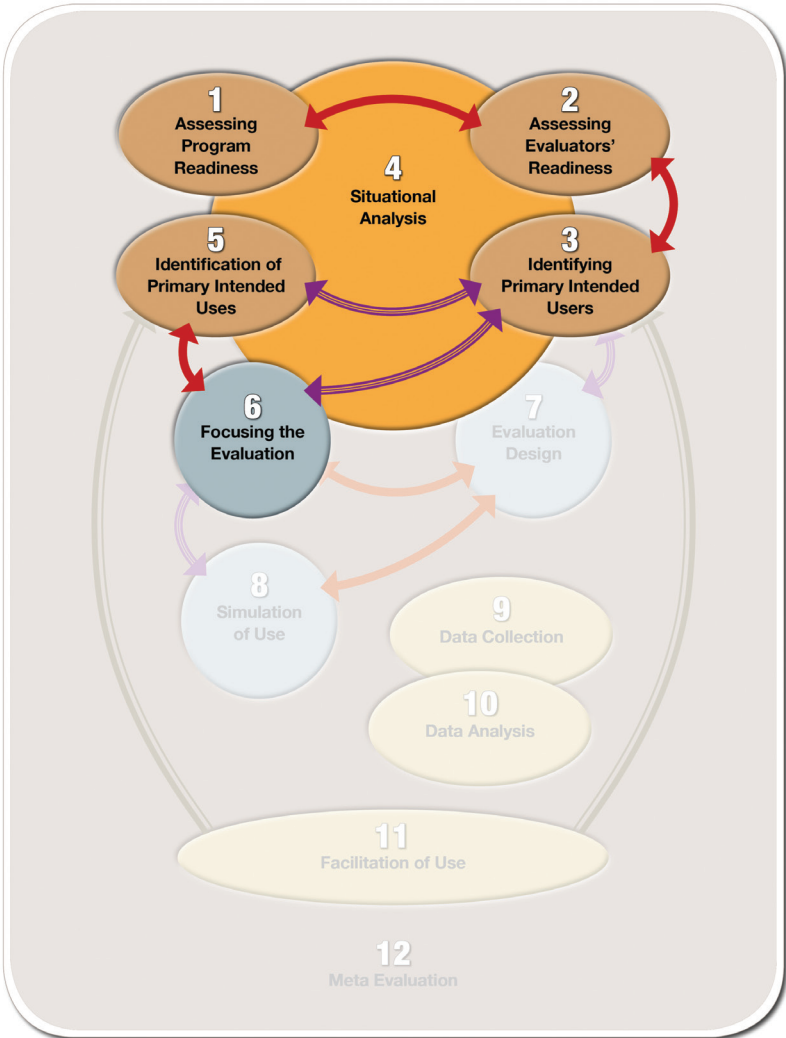 1
Assessing
Program
Readiness
2
Assessing
Evaluators’
Readiness
4
Situational
Analysis
5
Identification of
Primary Intended
Uses
3
Identifying
Primary Intended
Users
6
Focusing the
Evaluation
7
Evaluation
Design
8
Simulation
of Use
9
Data Collection
10
Data Analysis
11
Facilitation of Use
12
Meta Evaluation